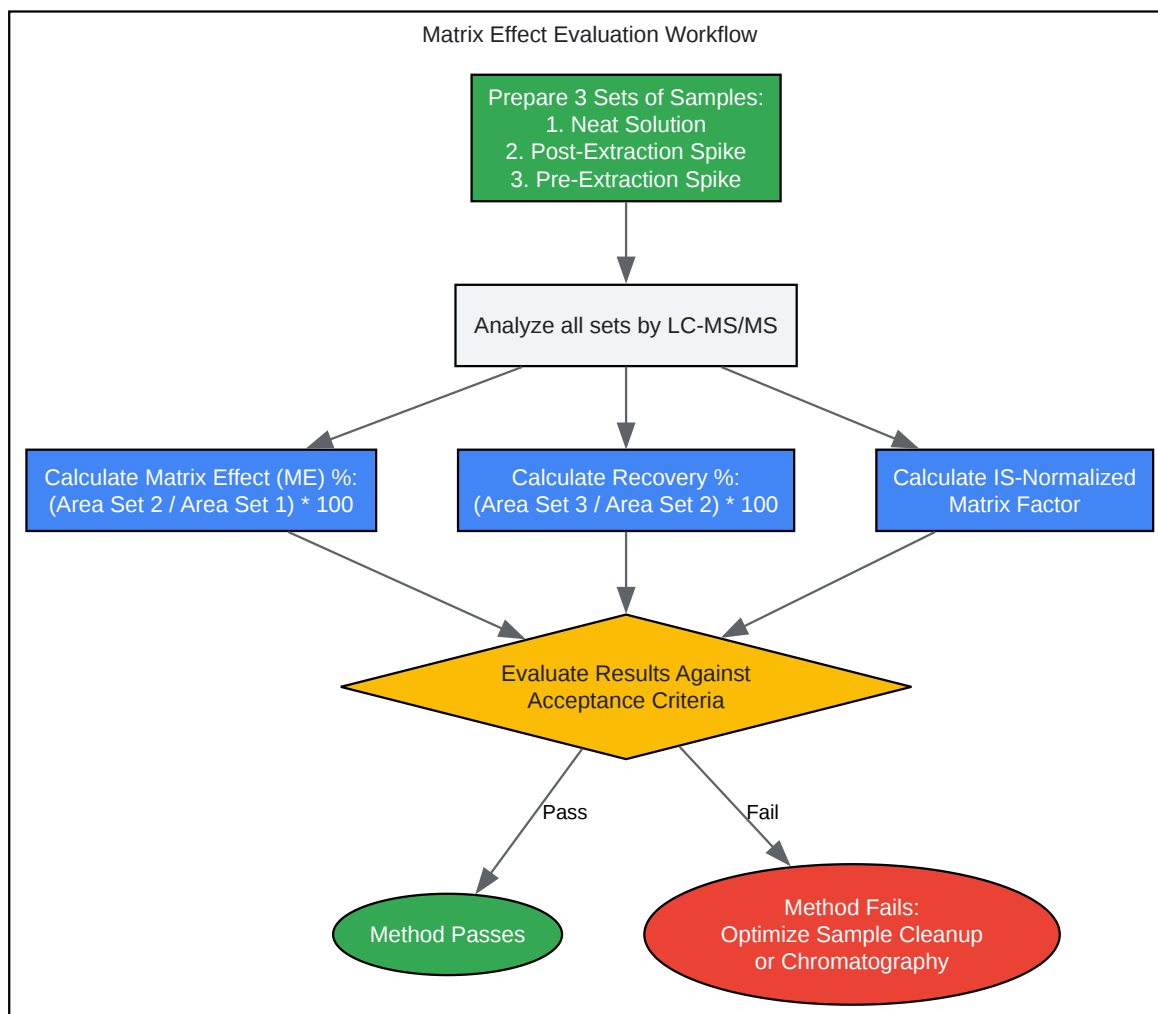 Matrix Effect Evaluation Workflow
Prepare 3 Sets of Samples:
1. Neat Solution
2. Post-Extraction Spike
3. Pre-Extraction Spike
Analyze all sets by LC-MS/MS
Calculate Matrix Effect (ME) %:
(Area Set 2 / Area Set 1) * 100
Calculate Recovery %:
(Area Set 3 / Area Set 2) * 100
Calculate IS-Normalized
Matrix Factor
Evaluate Results Against
Acceptance Criteria
Pass
Fail
Method Passes
Method Fails:
Optimize Sample Cleanup
or Chromatography